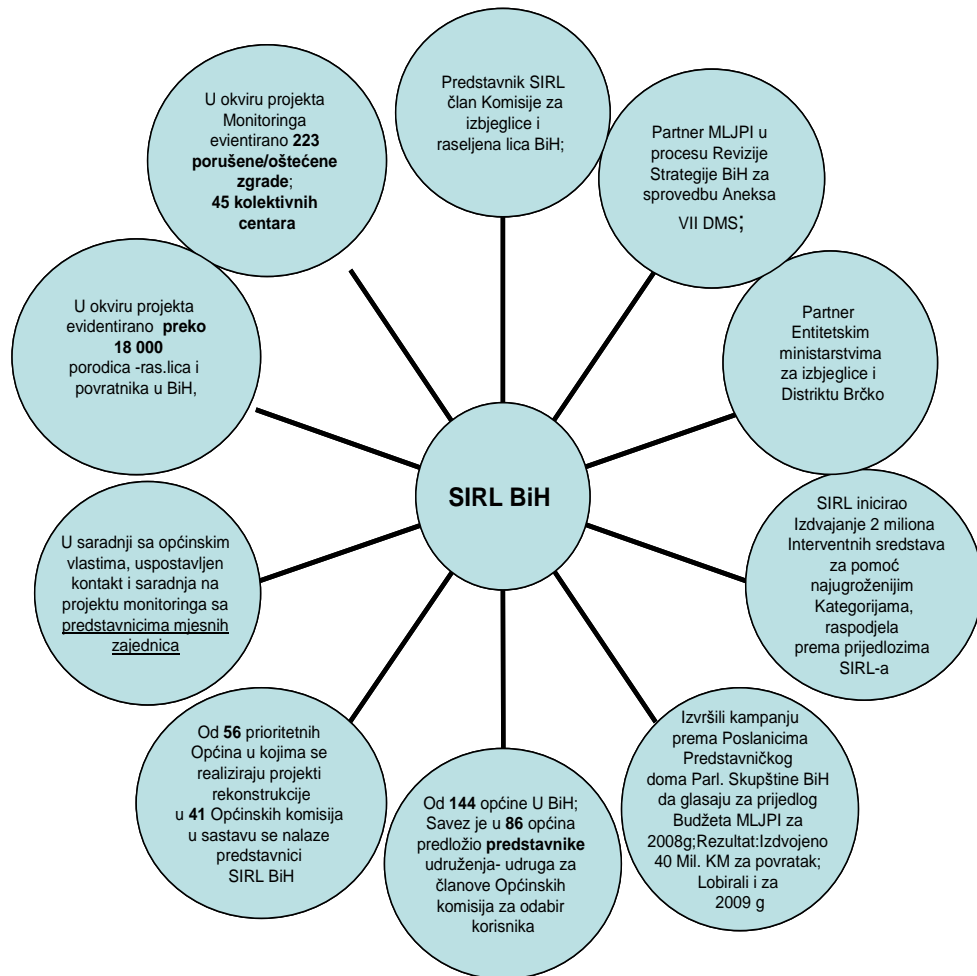 Predstavnik SIRL
član Komisije za
izbjeglice i
raseljena lica BiH;
Partner MLJPI u
procesu Revizije
Strategije BiH za
sprovedbu Aneksa
VII DMS;
Partner
Entitetskim
ministarstvima
za izbjeglice i
Distriktu Brčko
SIRL inicirao
Izdvajanje 2 miliona
Interventnih sredstava
za pomoć
najugroženijim
Kategorijama,
raspodjela
prema prijedlozima
SIRL-a
Izvršili kampanju
prema Poslanicima
Predstavničkog
doma Parl. Skupštine BiH
da glasaju za prijedlog
Budžeta MLJPI za
2008g;Rezultat:Izdvojeno
40 Mil. KM za povratak;
Lobirali i za
2009 g
Od 144 općine U BiH;
Savez je u 86 općina
predložio predstavnike
udruženja- udruga za
članove Općinskih
komisija za odabir
korisnika
Od 56 prioritetnih
Općina u kojima se
realiziraju projekti
rekonstrukcije
u 41 Općinskih komisija
u sastavu se nalaze
predstavnici
SIRL BiH
U saradnji sa općinskim
vlastima, uspostavljen
kontakt i saradnja na
projektu monitoringa sa
predstavnicima mjesnih
zajednica
U okviru projekta
evidentirano preko
18 000
porodica -ras.lica i
povratnika u BiH,
U okviru projekta
Monitoringa
evientirano 223
porušene/oštećene
zgrade;
45 kolektivnih
centara
SIRL BiH